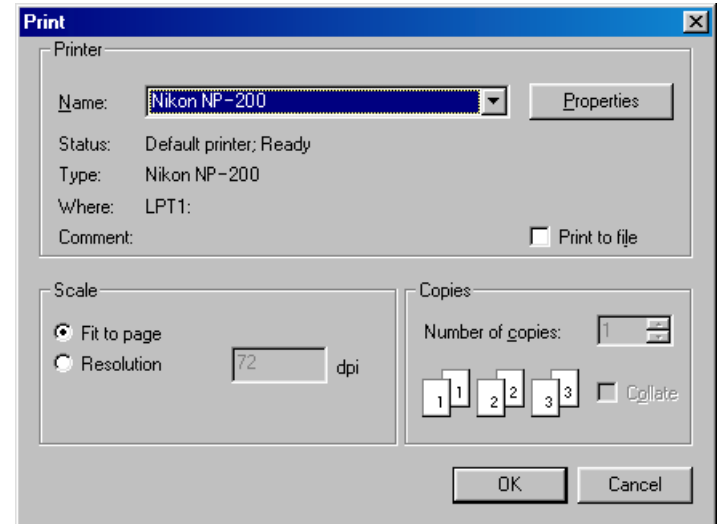 Print
Printer
Name: Nikon NP-200 Properties
Status: Default printer; Ready
Type: Nikon NP-200
Where: LPT1:
Comment: Print to file
Scale
Fit to page
Resolution 72 dpi
Copies
Number of copies: 1
1 1 2 2 3 3 Collate
OK Cancel